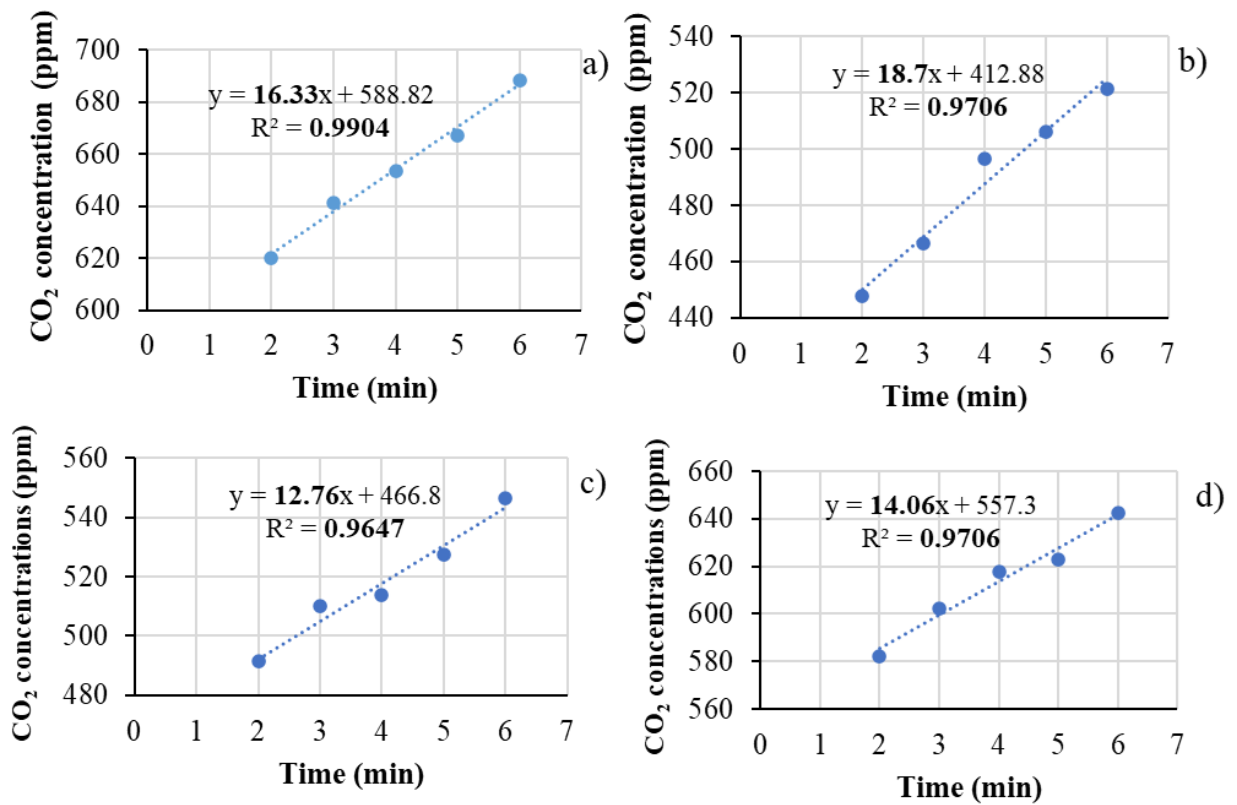 CO₂ concentration (ppm)
700
680
660
640
620
600
y = 16.33x + 588.82
R² = 0.9904
a)
0 1 2 3 4 5 6 7
Time (min)
CO₂ concentration (ppm)
540
520
500
480
460
440
y = 18.7x + 412.88
R² = 0.9706
b)
0 1 2 3 4 5 6 7
Time (min)
CO₂ concentrations (ppm)
560
540
520
500
480
y = 12.76x + 466.8
R² = 0.9647
c)
0 1 2 3 4 5 6 7
Time (min)
CO₂ concentrations (ppm)
660
640
620
600
580
560
y = 14.06x + 557.3
R² = 0.9706
d)
0 1 2 3 4 5 6 7
Time (min)